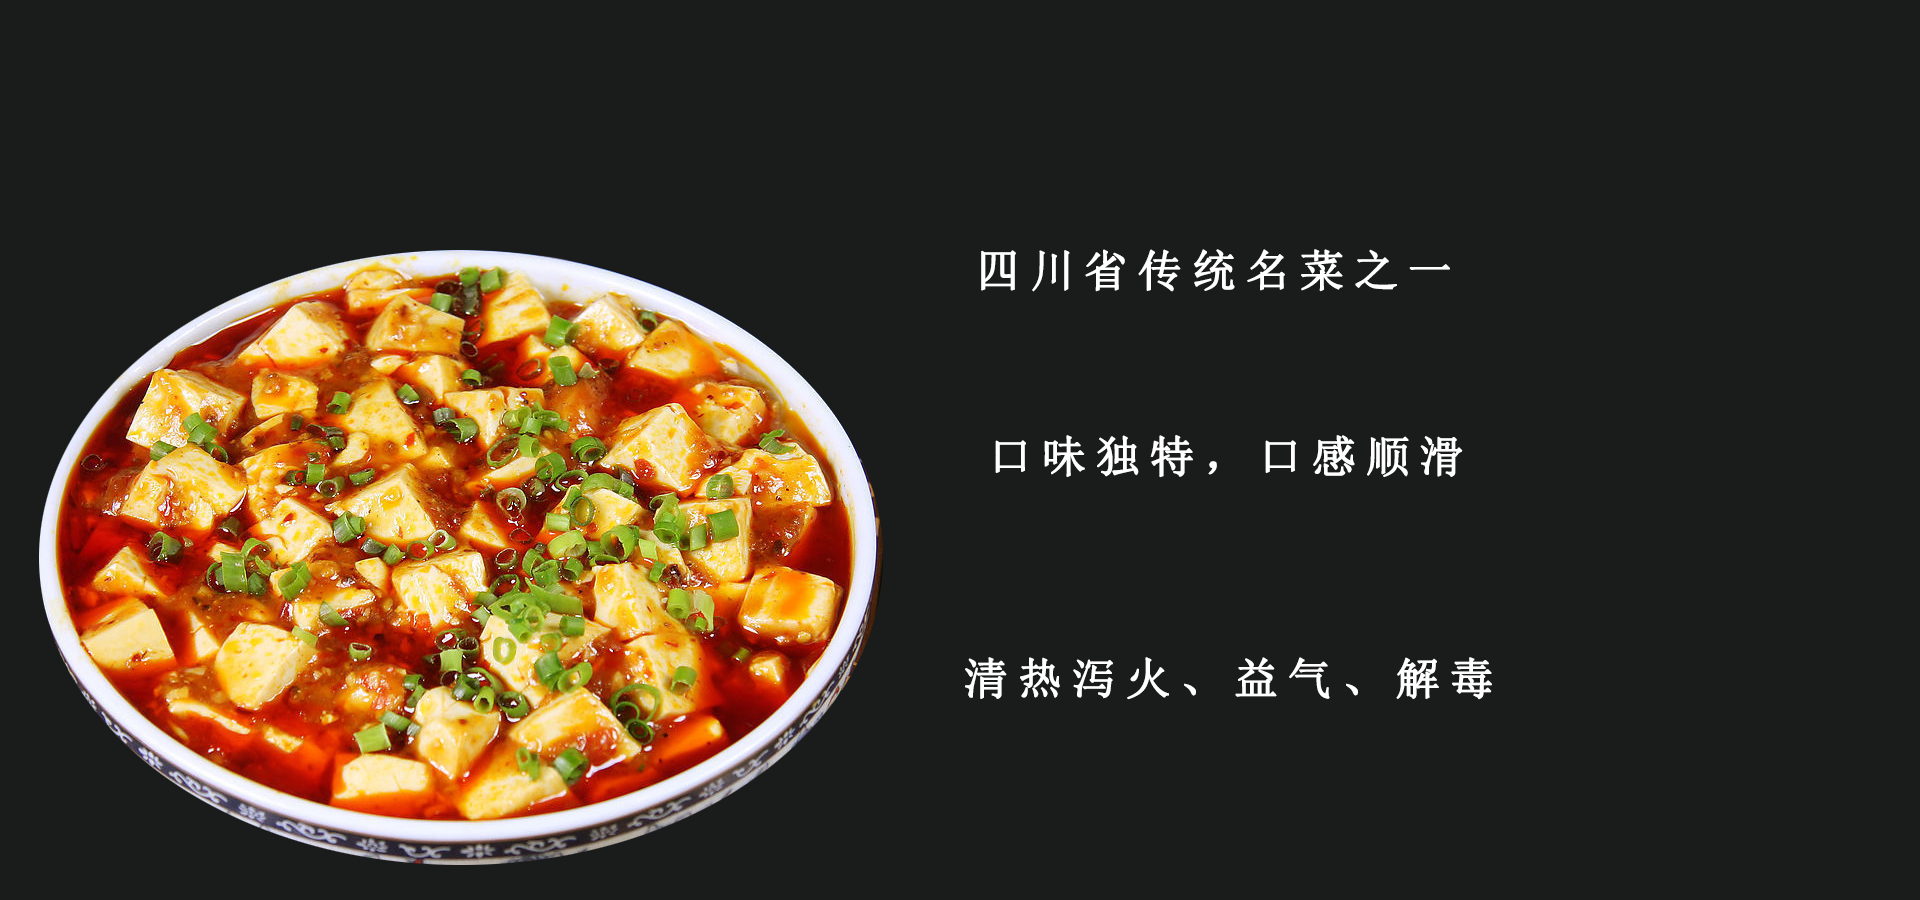 四川省传统名菜之一
口味独特，口感顺滑
清热泻火、益气、解毒